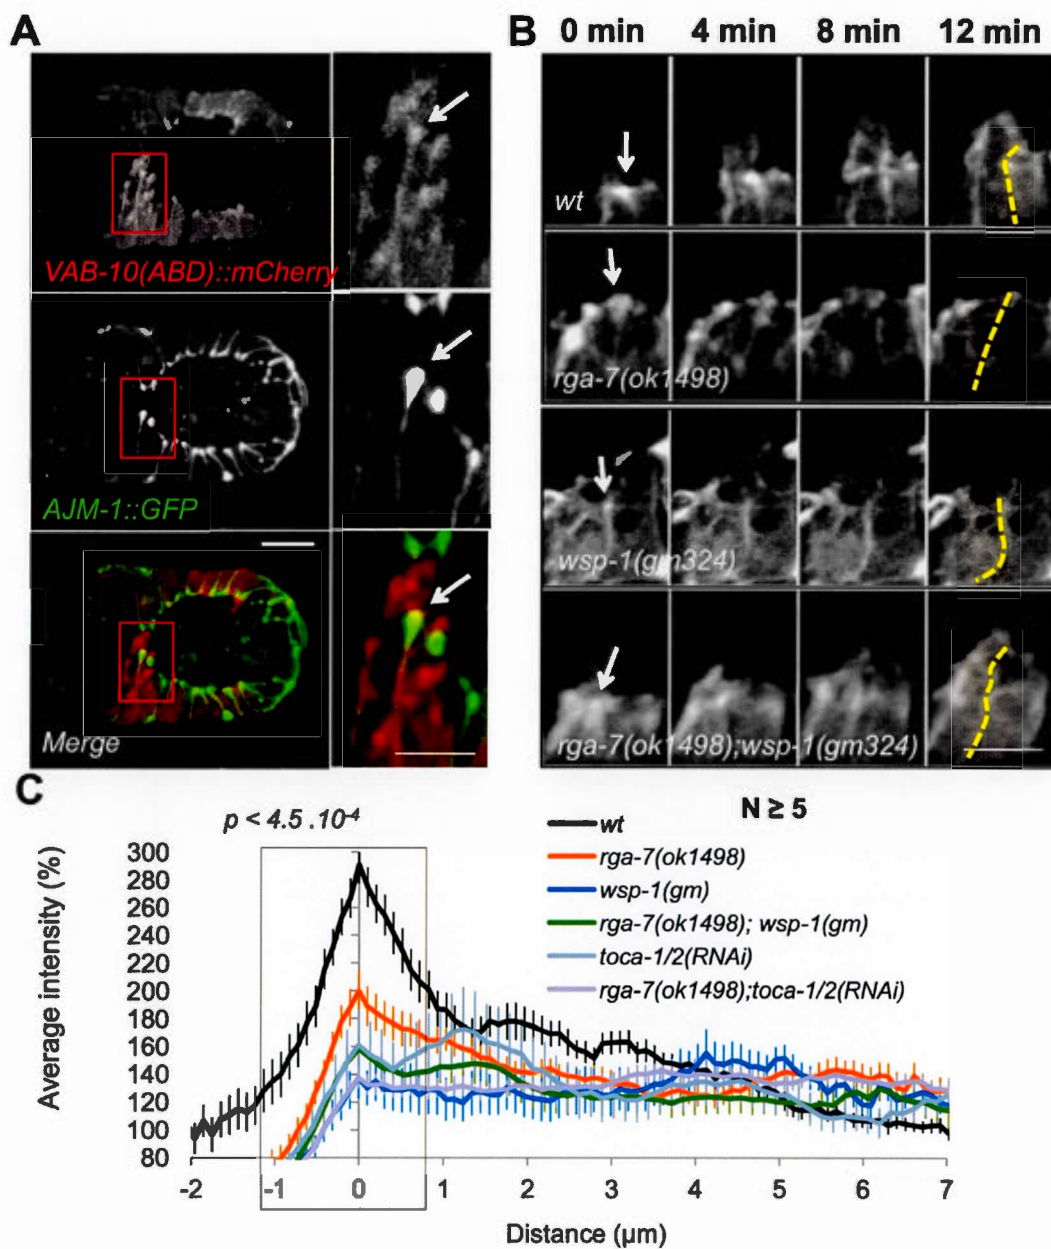 A
VAB-10(ABD)::mCherry
AJM-1::GFP
Merge
B
0 min 4 min 8 min 12 min
wt
rga-7(ok1498)
wsp-1(gm324)
rga-7(ok1498);wsp-1(gm324)
C
p < 4.5 .10-4
N ≥ 5
wt
rga-7(ok1498)
wsp-1(gm)
rga-7(ok1498); wsp-1(gm)
toca-1/2(RNAi)
rga-7(ok1498);toca-1/2(RNAi)
Average intensity (%)
300
280
260
240
220
200
180
160
140
120
100
80
-2 -1 0 1 2 3 4 5 6 7
Distance (µm)